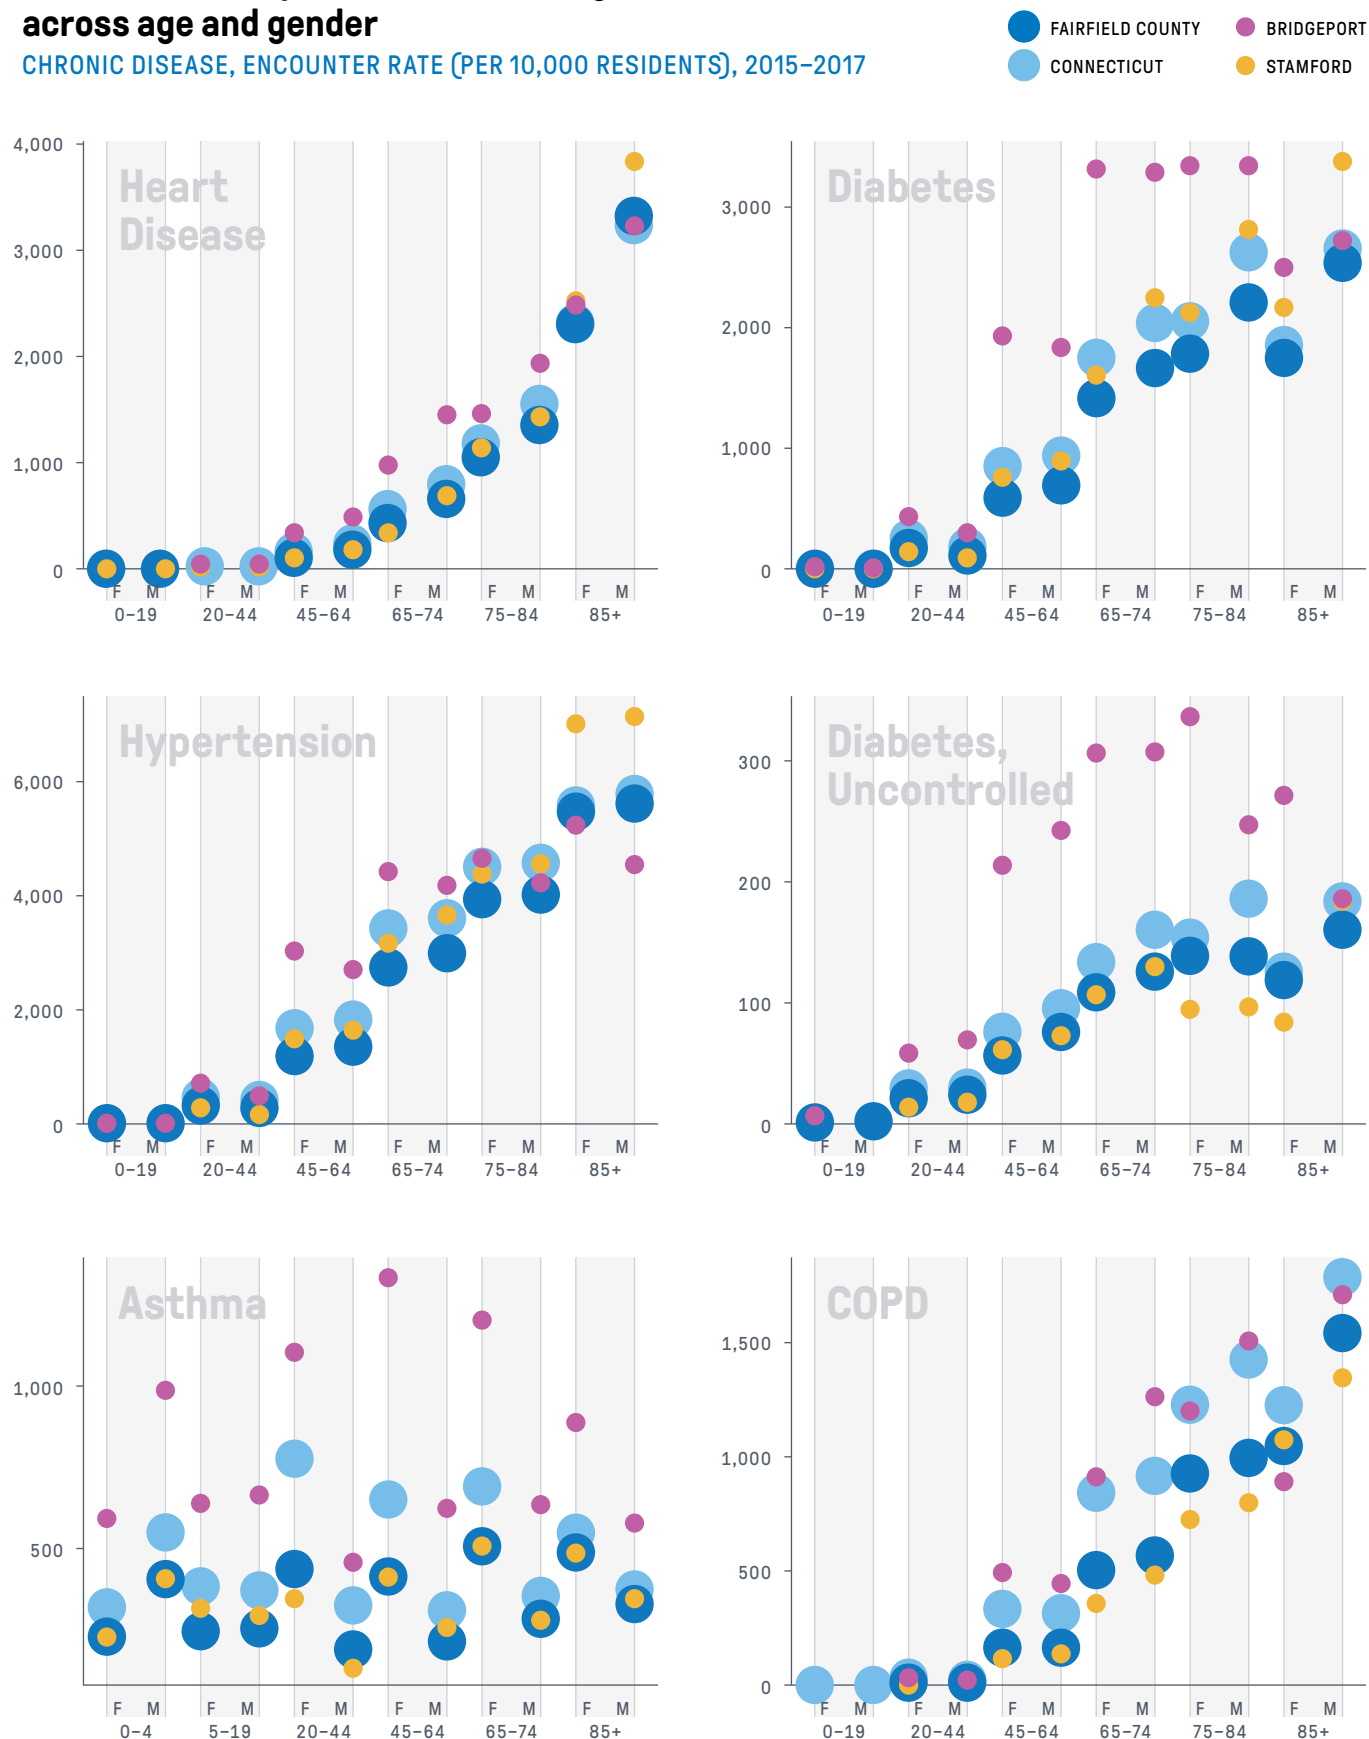 across age and gender
CHRONIC DISEASE, ENCOUNTER RATE (PER 10,000 RESIDENTS), 2015–2017
FAIRFIELD COUNTY
BRIDGEPORT
CONNECTICUT
STAMFORD
Heart
Disease
4,000
3,000
2,000
1,000
0
F M F M F M F M F M F M
0–19 20–44 45–64 65–74 75–84 85+
Diabetes
3,000
2,000
1,000
0
F M F M F M F M F M F M
0–19 20–44 45–64 65–74 75–84 85+
Hypertension
6,000
4,000
2,000
0
F M F M F M F M F M F M
0–19 20–44 45–64 65–74 75–84 85+
Diabetes,
Uncontrolled
300
200
100
0
F M F M F M F M F M F M
0–19 20–44 45–64 65–74 75–84 85+
Asthma
1,000
500
F M F M F M F M F M F M
0–4 5–19 20–44 45–64 65–74 85+
COPD
1,500
1,000
500
0
F M F M F M F M F M F M
0–19 20–44 45–64 65–74 75–84 85+